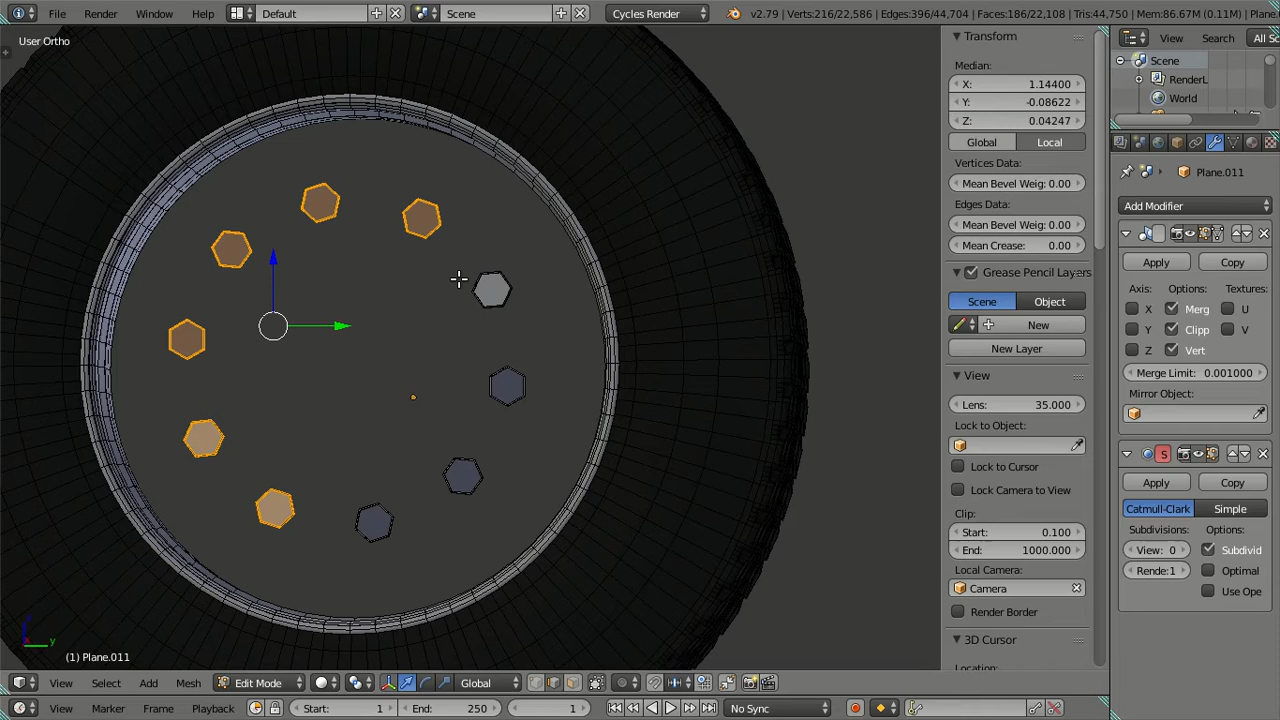 File Render Window Help Default Scene Cycles Render v2.79 | Verts:216/22,586 | Edges:396/44,704 | Faces:186/22,108 | Tris:44,750 | Mem:86.67M (0.11M) | Plane.
User Ortho
Transform
Median:
X: 1.14400
Y: -0.08622
Z: 0.04247
Global Local
Vertices Data:
Mean Bevel Weig: 0.00
Edges Data:
Mean Bevel Weig: 0.00
Mean Crease: 0.00
Grease Pencil Layers
Scene Object
New
New Layer
View
Lens: 35.000
Lock to Object:
Lock to Cursor
Lock Camera to View
Clip:
Start: 0.100
End: 1000.000
Local Camera:
Camera
Render Border
3D Cursor
Location:
View Search All Sc
Scene
RenderL
World
Plane.011
Add Modifier
Apply Copy
Axis: Options: Textures:
X Merg U
Y Clipp V
Z Vert
Merge Limit: 0.001000
Mirror Object:
S
Apply Copy
Catmull-Clark Simple
Subdivisions: Options:
View: 0 Subdivid
Rende:1 Optimal
Use Ope
z
x y
(1) Plane.011
View Select Add Mesh Edit Mode Global
View Marker Frame Playback Start: 1 End: 250 1 No Sync